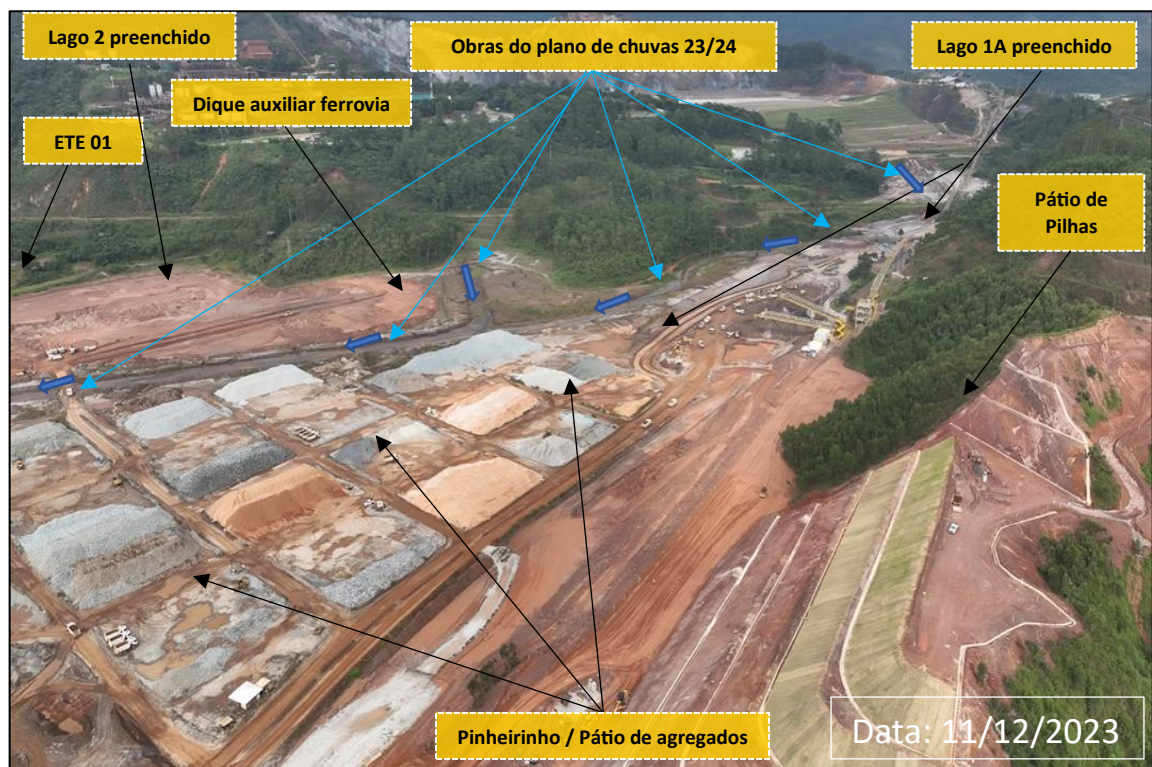 Lago 2 preenchido
Obras do plano de chuvas 23/24
Lago 1A preenchido
Dique auxiliar ferrovia
ETE 01
Pátio de
Pilhas
Pinheirinho / Pátio de agregados
Data: 11/12/2023